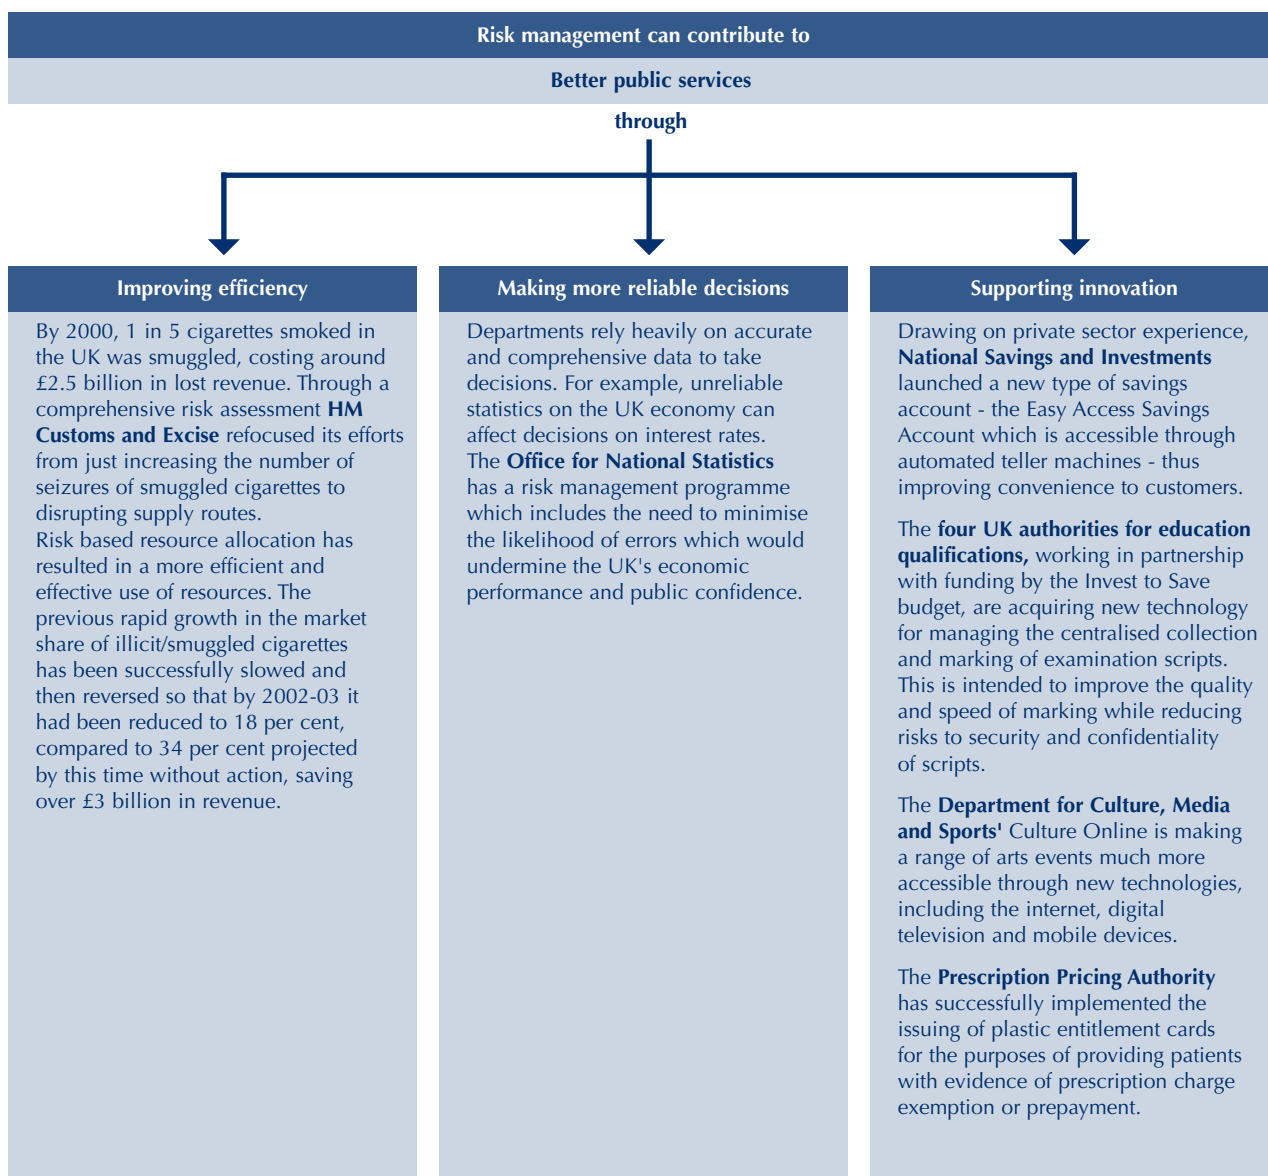 Risk management can contribute to
Better public services
through
Improving efficiency
By 2000, 1 in 5 cigarettes smoked in
the UK was smuggled, costing around
£2.5 billion in lost revenue. Through a
comprehensive risk assessment HM
Customs and Excise refocused its efforts
from just increasing the number of
seizures of smuggled cigarettes to
disrupting supply routes.
Risk based resource allocation has
resulted in a more efficient and
effective use of resources. The
previous rapid growth in the market
share of illicit/smuggled cigarettes
has been successfully slowed and
then reversed so that by 2002-03 it
had been reduced to 18 per cent,
compared to 34 per cent projected
by this time without action, saving
over £3 billion in revenue.
Making more reliable decisions
Departments rely heavily on accurate
and comprehensive data to take
decisions. For example, unreliable
statistics on the UK economy can
affect decisions on interest rates.
The Office for National Statistics
has a risk management programme
which includes the need to minimise
the likelihood of errors which would
undermine the UK's economic
performance and public confidence.
Supporting innovation
Drawing on private sector experience,
National Savings and Investments
launched a new type of savings
account - the Easy Access Savings
Account which is accessible through
automated teller machines - thus
improving convenience to customers.
The four UK authorities for education
qualifications, working in partnership
with funding by the Invest to Save
budget, are acquiring new technology
for managing the centralised collection
and marking of examination scripts.
This is intended to improve the quality
and speed of marking while reducing
risks to security and confidentiality
of scripts.
The Department for Culture, Media
and Sports' Culture Online is making
a range of arts events much more
accessible through new technologies,
including the internet, digital
television and mobile devices.
The Prescription Pricing Authority
has successfully implemented the
issuing of plastic entitlement cards
for the purposes of providing patients
with evidence of prescription charge
exemption or prepayment.